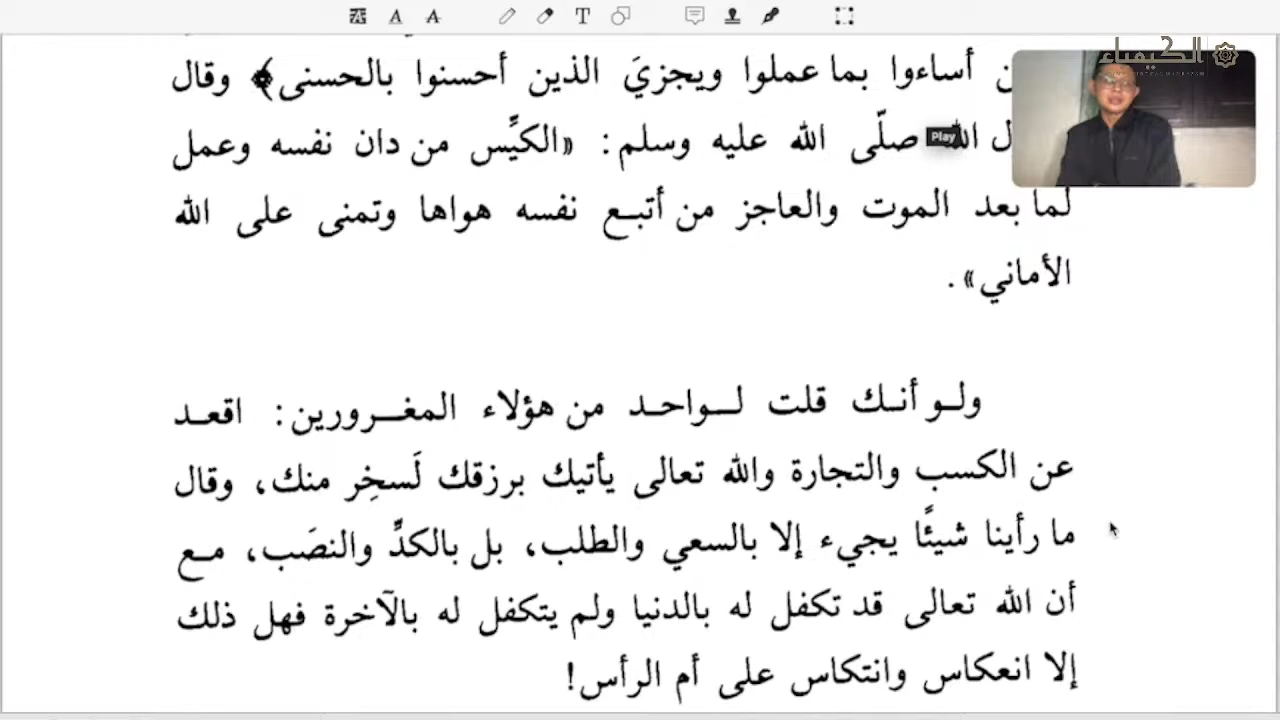 الكيمياء
أساءوا بما عملوا ويجزيَ الذين أحسنوا بالحسنى﴾ وقال
Play
صلّى الله عليه وسلم: «الكيِّس من دان نفسه وعمل
لما بعد الموت والعاجز من أتبع نفسه هواها وتمنى على الله
الأماني».
ولو أنك قلت لواحد من هؤلاء المغرورين: اقعد
عن الكسب والتجارة والله تعالى يأتيك برزقك لَسخِر منك، وقال
ما رأينا شيئًا يجيء إلا بالسعي والطلب، بل بالكدِّ والنصَب، مع
أن الله تعالى قد تكفل له بالدنيا ولم يتكفل له بالآخرة فهل ذلك
إلا انعكاس وانتكاس على أم الرأس!